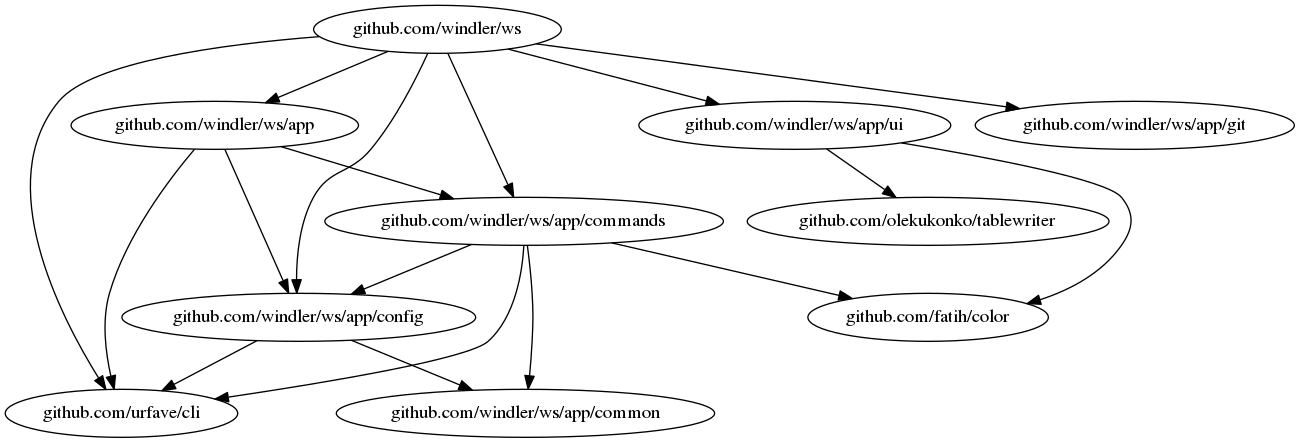 github.com/windler/ws
github.com/windler/ws/app
github.com/windler/ws/app/ui
github.com/windler/ws/app/git
github.com/windler/ws/app/commands
github.com/olekukonko/tablewriter
github.com/windler/ws/app/config
github.com/fatih/color
github.com/urfave/cli
github.com/windler/ws/app/common